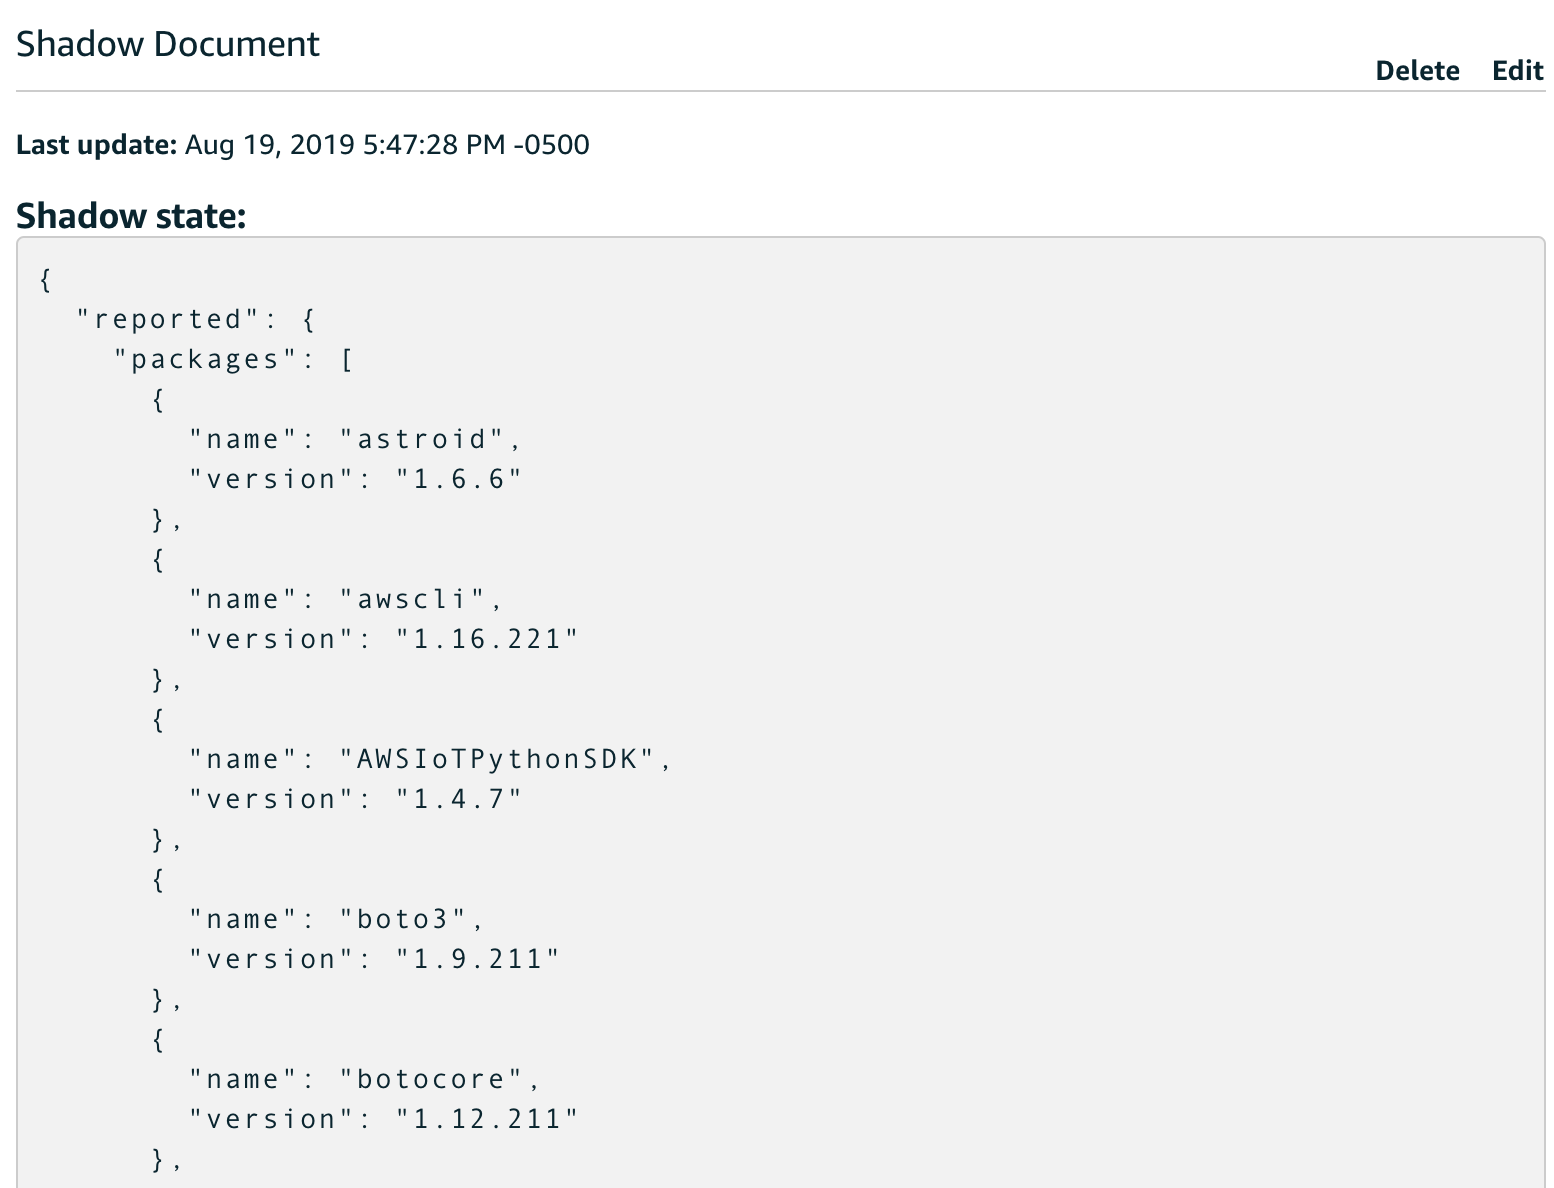 Shadow Document
Delete Edit
Last update: Aug 19, 2019 5:47:28 PM -0500
Shadow state:
{
  "reported": {
    "packages": [
      {
        "name": "astroid",
        "version": "1.6.6"
      },
      {
        "name": "awscli",
        "version": "1.16.221"
      },
      {
        "name": "AWSIoTPythonSDK",
        "version": "1.4.7"
      },
      {
        "name": "boto3",
        "version": "1.9.211"
      },
      {
        "name": "botocore",
        "version": "1.12.211"
      },